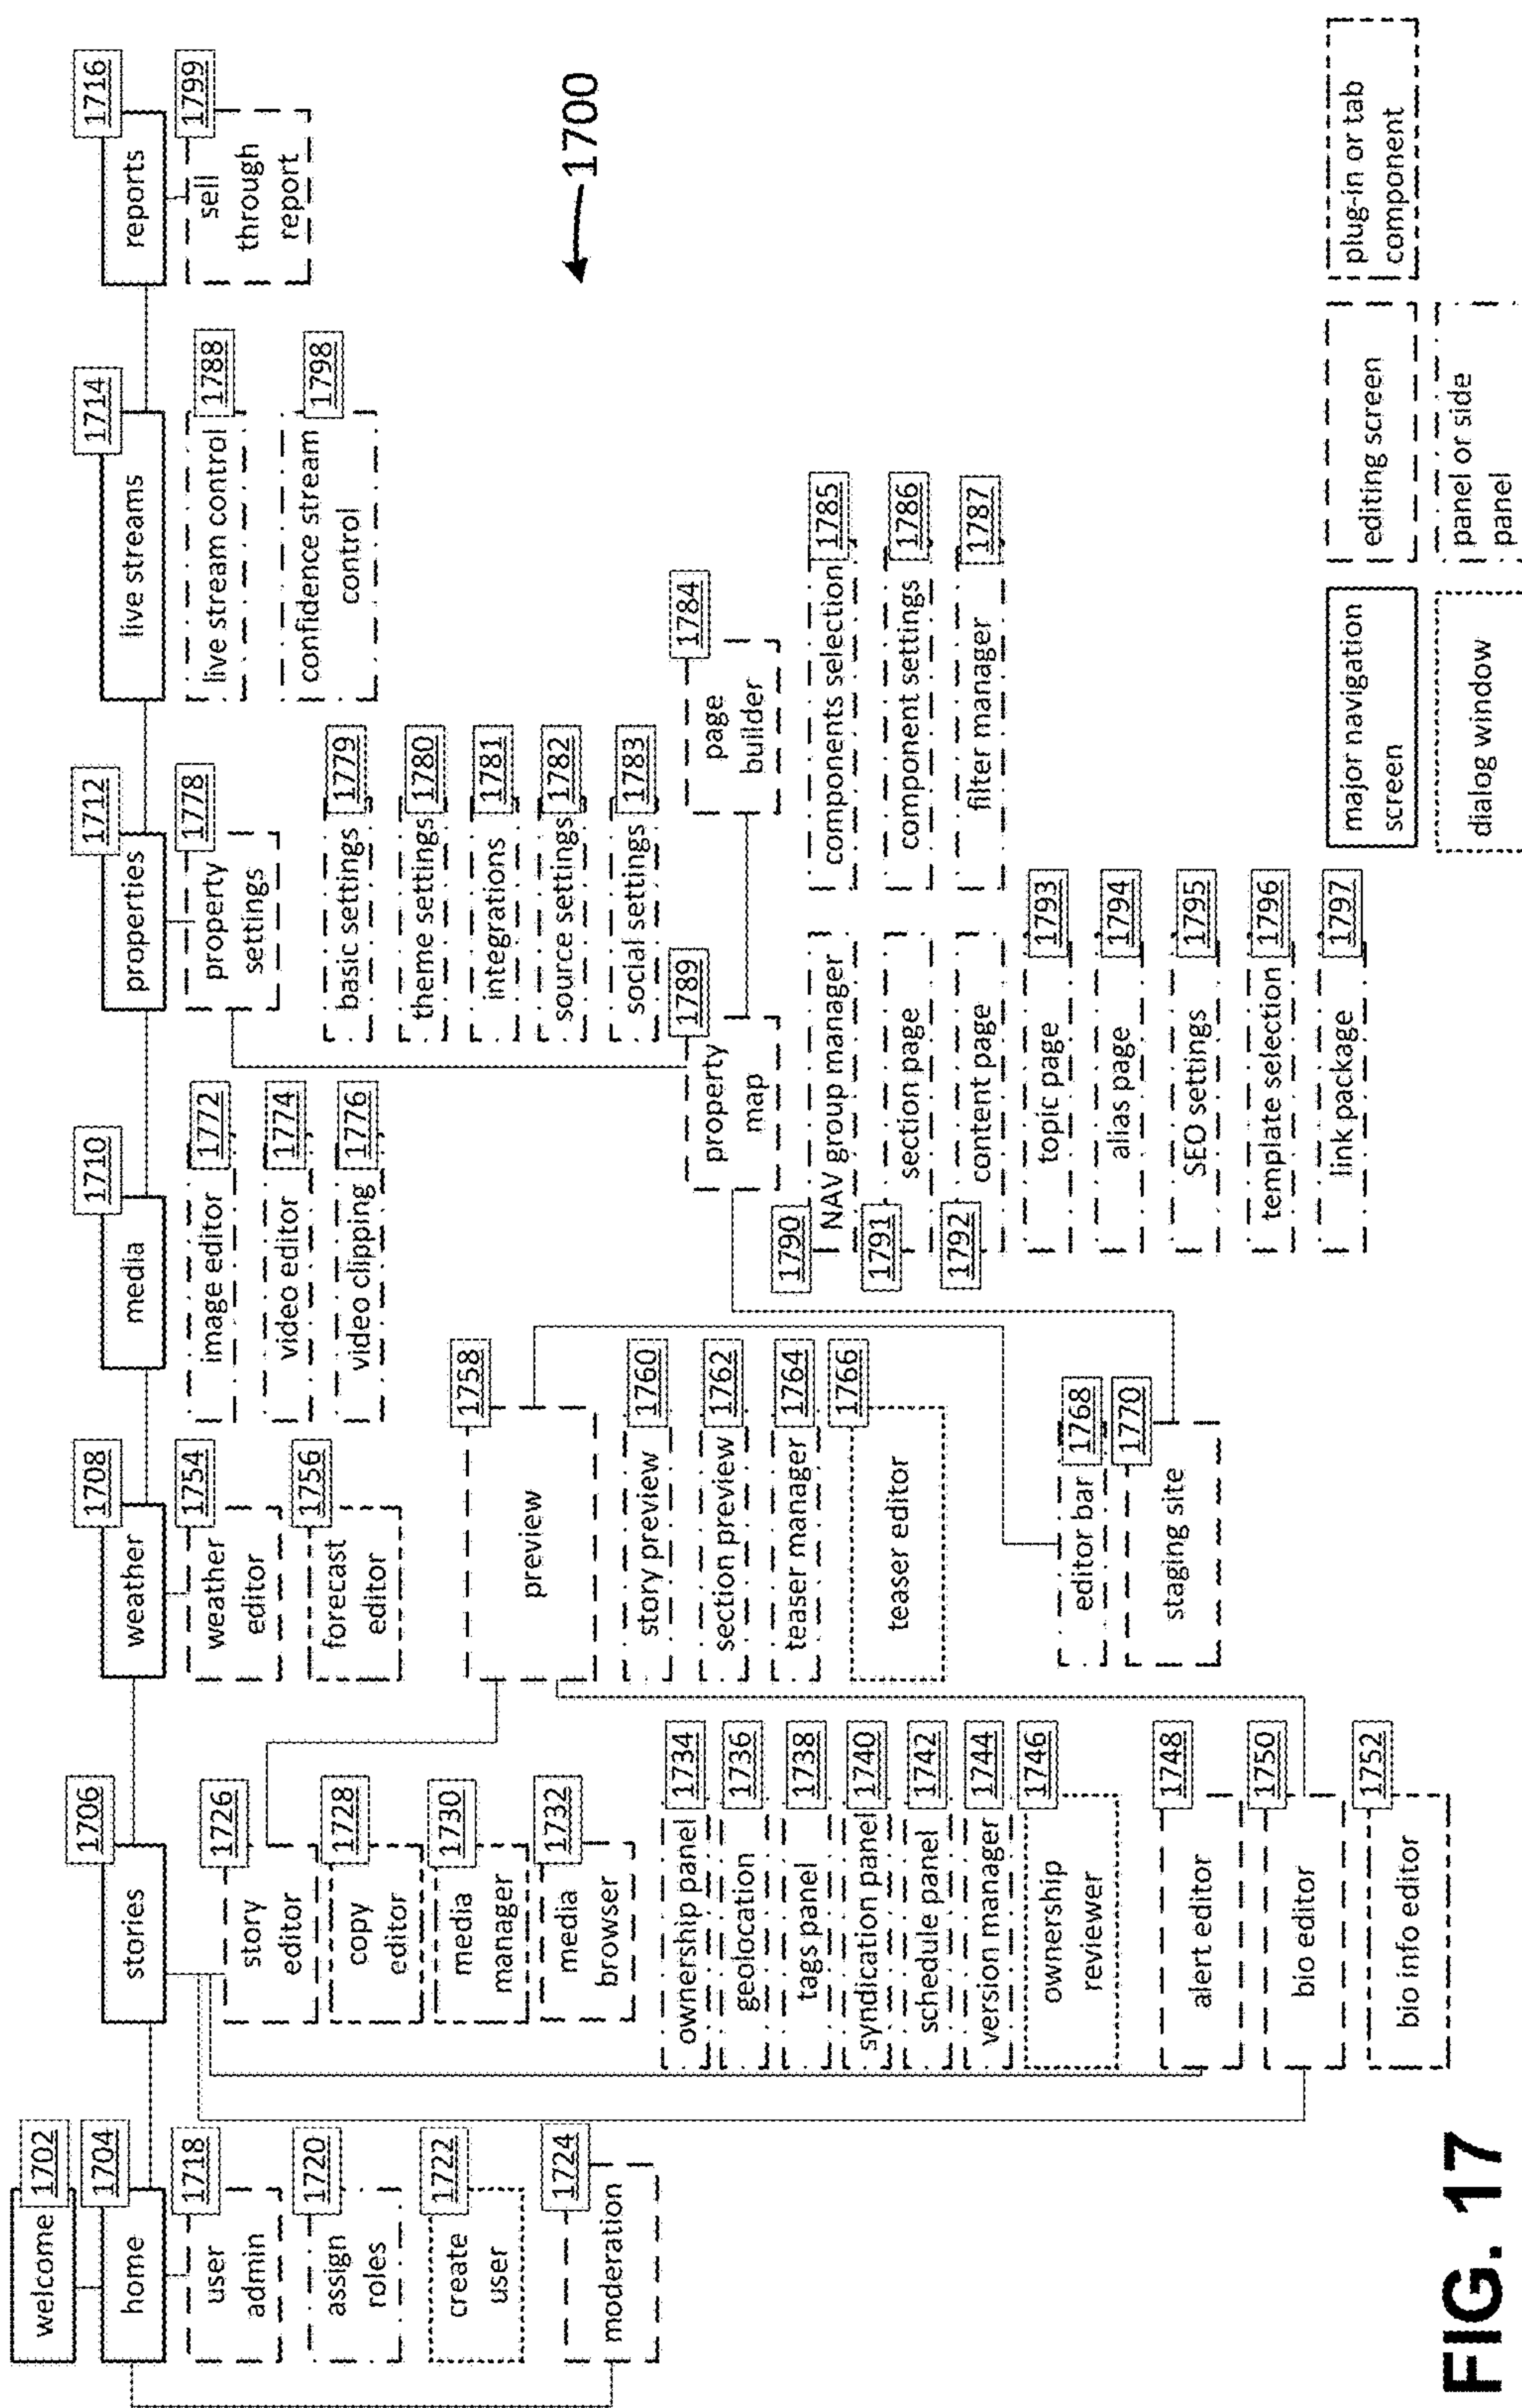 welcome
1702
home
1704
user
admin
1718
assign
roles
1720
create
user
1722
moderation
1724
stories
1706
story
editor
1726
copy
editor
1728
media
manager
1730
media
browser
1732
ownership panel
1734
geolocation
1736
tags panel
1738
syndication panel
1740
schedule panel
1742
version manager
1744
ownership
reviewer
1746
alert editor
1748
bio editor
1750
bio info editor
1752
weather
1708
weather
editor
1754
forecast
editor
1756
preview
1758
story preview
1760
section preview
1762
teaser manager
1764
teaser editor
1766
editor bar
1768
staging site
1770
media
1710
image editor
1772
video editor
1774
video clipping
1776
properties
1712
property
settings
1778
basic settings
1779
theme settings
1780
integrations
1781
source settings
1782
social settings
1783
property
map
1789
page
builder
1784
NAV group manager
1790
section page
1791
content page
1792
topic page
1793
alias page
1794
SEO settings
1795
template selection
1796
link package
1797
components selection
1785
component settings
1786
filter manager
1787
live streams
1714
live stream control
1788
confidence stream
control
1798
reports
1716
sell
through
report
1799
1700
major navigation
screen
editing screen
plug-in or tab
component
dialog window
panel or side
panel
FIG. 17